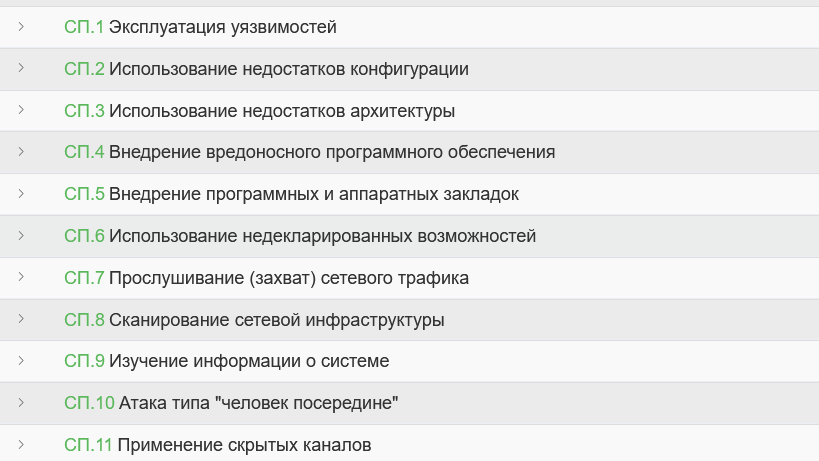 СП.1 Эксплуатация уязвимостей
СП.2 Использование недостатков конфигурации
СП.3 Использование недостатков архитектуры
СП.4 Внедрение вредоносного программного обеспечения
СП.5 Внедрение программных и аппаратных закладок
СП.6 Использование недекларированных возможностей
СП.7 Прослушивание (захват) сетевого трафика
СП.8 Сканирование сетевой инфраструктуры
СП.9 Изучение информации о системе
СП.10 Атака типа "человек посередине"
СП.11 Применение скрытых каналов